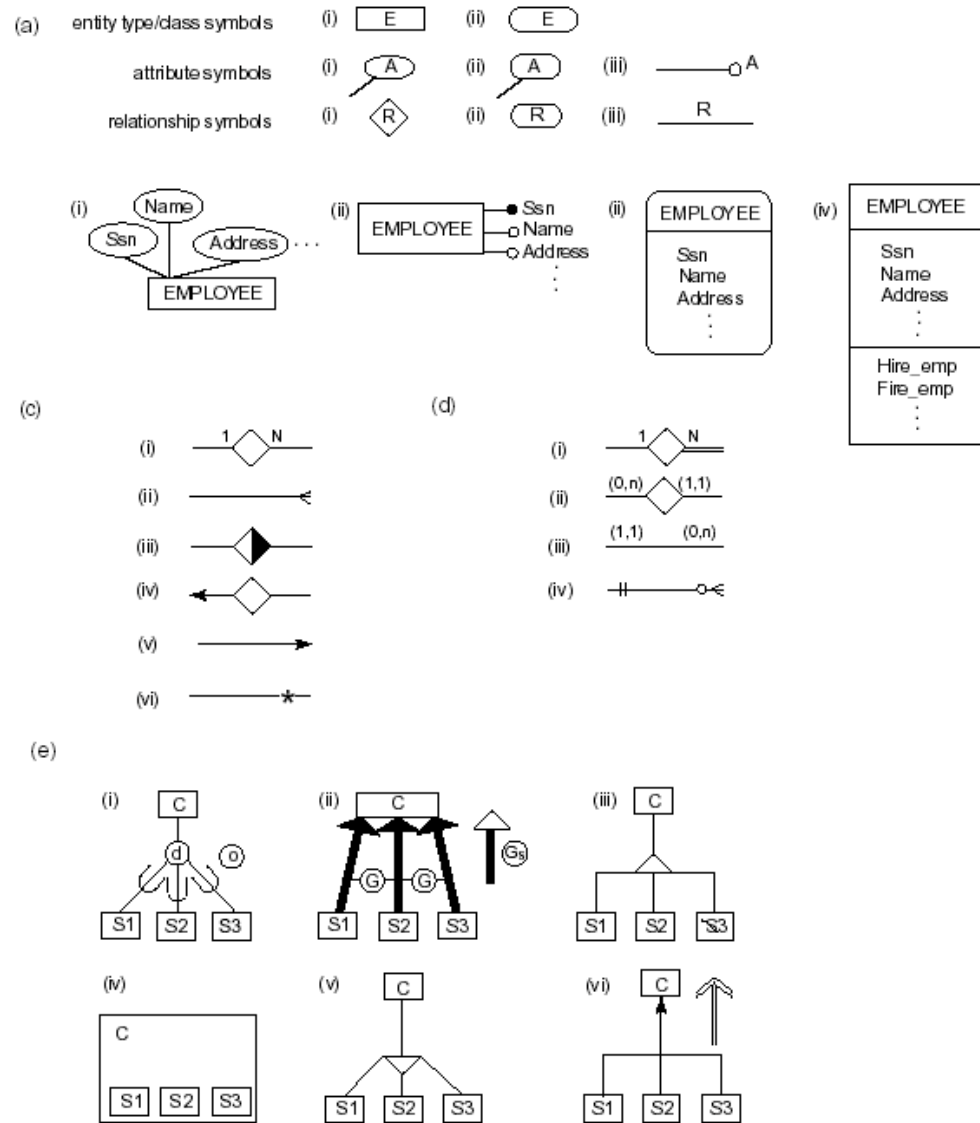 (a) entity type/class symbols (i) E (ii) E
attribute symbols (i) A (ii) A (iii) A
relationship symbols (i) R (ii) R (iii) R
(i) Name Ssn Address . . . EMPLOYEE
(ii) EMPLOYEE Ssn Name Address
(ii) EMPLOYEE
Ssn
Name
Address
(iv) EMPLOYEE
Ssn
Name
Address
Hire_emp
Fire_emp
(c)
(i) 1 N
(ii)
(iii)
(iv)
(v)
(vi) *
(d)
(i) 1 N
(ii) (0,n) (1,1)
(iii) (1,1) (0,n)
(iv)
(e)
(i) C
d o
S1 S2 S3
(ii) C
G G Gs
S1 S2 S3
(iii) C
S1 S2 S3
(iv)
C
S1 S2 S3
(v) C
S1 S2 S3
(vi) C
S1 S2 S3